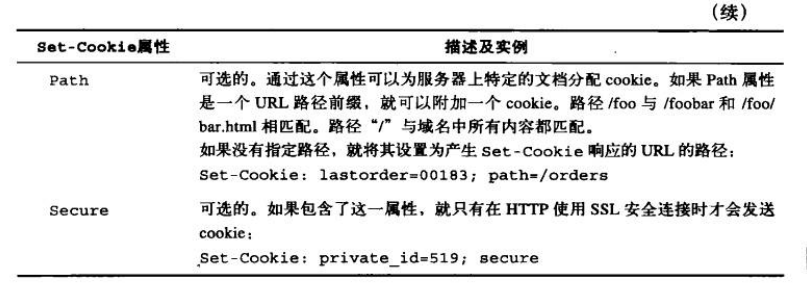 （续）
Set-Cookie属性 描述及实例
Path 可选的。通过这个属性可以为服务器上特定的文档分配 cookie。如果 Path 属性
是一个 URL 路径前缀，就可以附加一个 cookie。路径 /foo 与 /foobar 和 /foo/
bar.html 相匹配。路径“/”与域名中所有内容都匹配。
如果没有指定路径，就将其设置为产生 Set-Cookie 响应的 URL 的路径：
Set-Cookie: lastorder=00183; path=/orders
Secure 可选的。如果包含了这一属性，就只有在 HTTP 使用 SSL 安全连接时才会发送
cookie：
Set-Cookie: private_id=519; secure